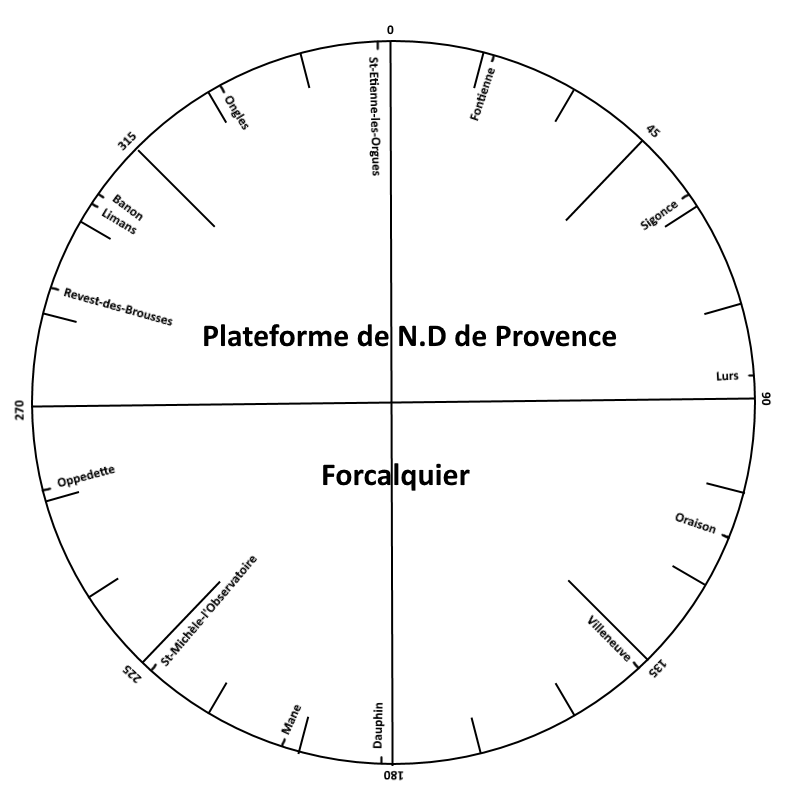 0
St-Etienne-les-Orgues
Fontienne
Ongles
45
315
Sigonce
Banon
Limans
Revest-des-Brousses
Plateforme de N.D de Provence
Lurs
90
270
Forcalquier
Oppedette
Oraison
St-Michèle-l'Observatoire
Villeneuve
225
135
Mane
Dauphin
180